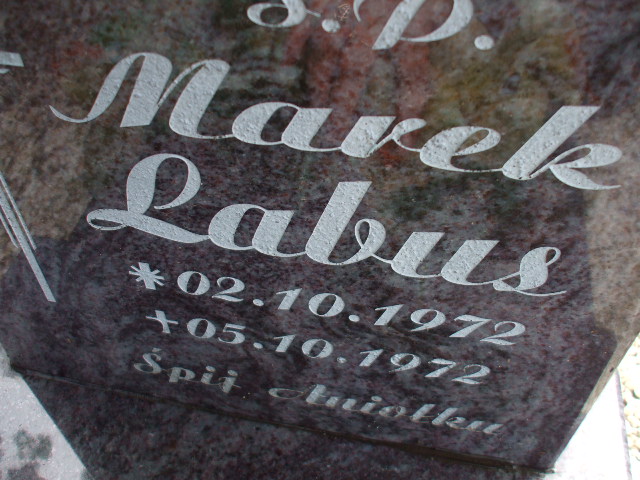 Ś.P.
Marek
Labus
*02.10.1972
+05.10.1972
Śpij Aniołku